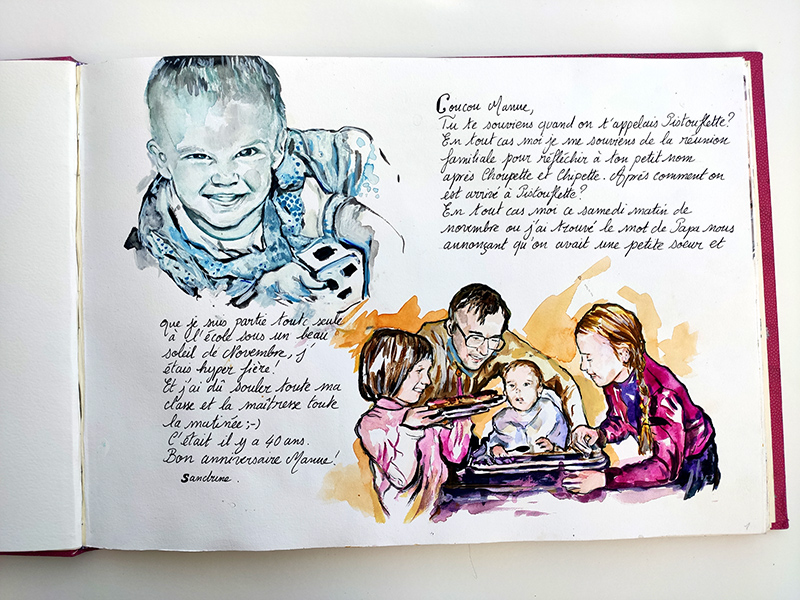 Coucou Manue,
Tu te souviens quand on t'appelais Pistouflette?
En tout cas moi je me souviens de la réunion
familiale pour réfléchir à ton petit nom
après Choupette et Chipette. Après comment on
est arrivé à Pistouflette?
En tout cas moi ce samedi matin de
novembre ou j'ai trouvé le mot de Papa nous
annonçant qu'on avait une petite soeur et
que je suis partie toute seule
à l'école sous un beau
soleil de Novembre, j'
étais hyper fière!
Et j'ai dû souler toute ma
classe et la maîtresse toute
la matinée ;-)
C'était il y a 40 ans.
Bon anniversaire Manue!
Sandrine.